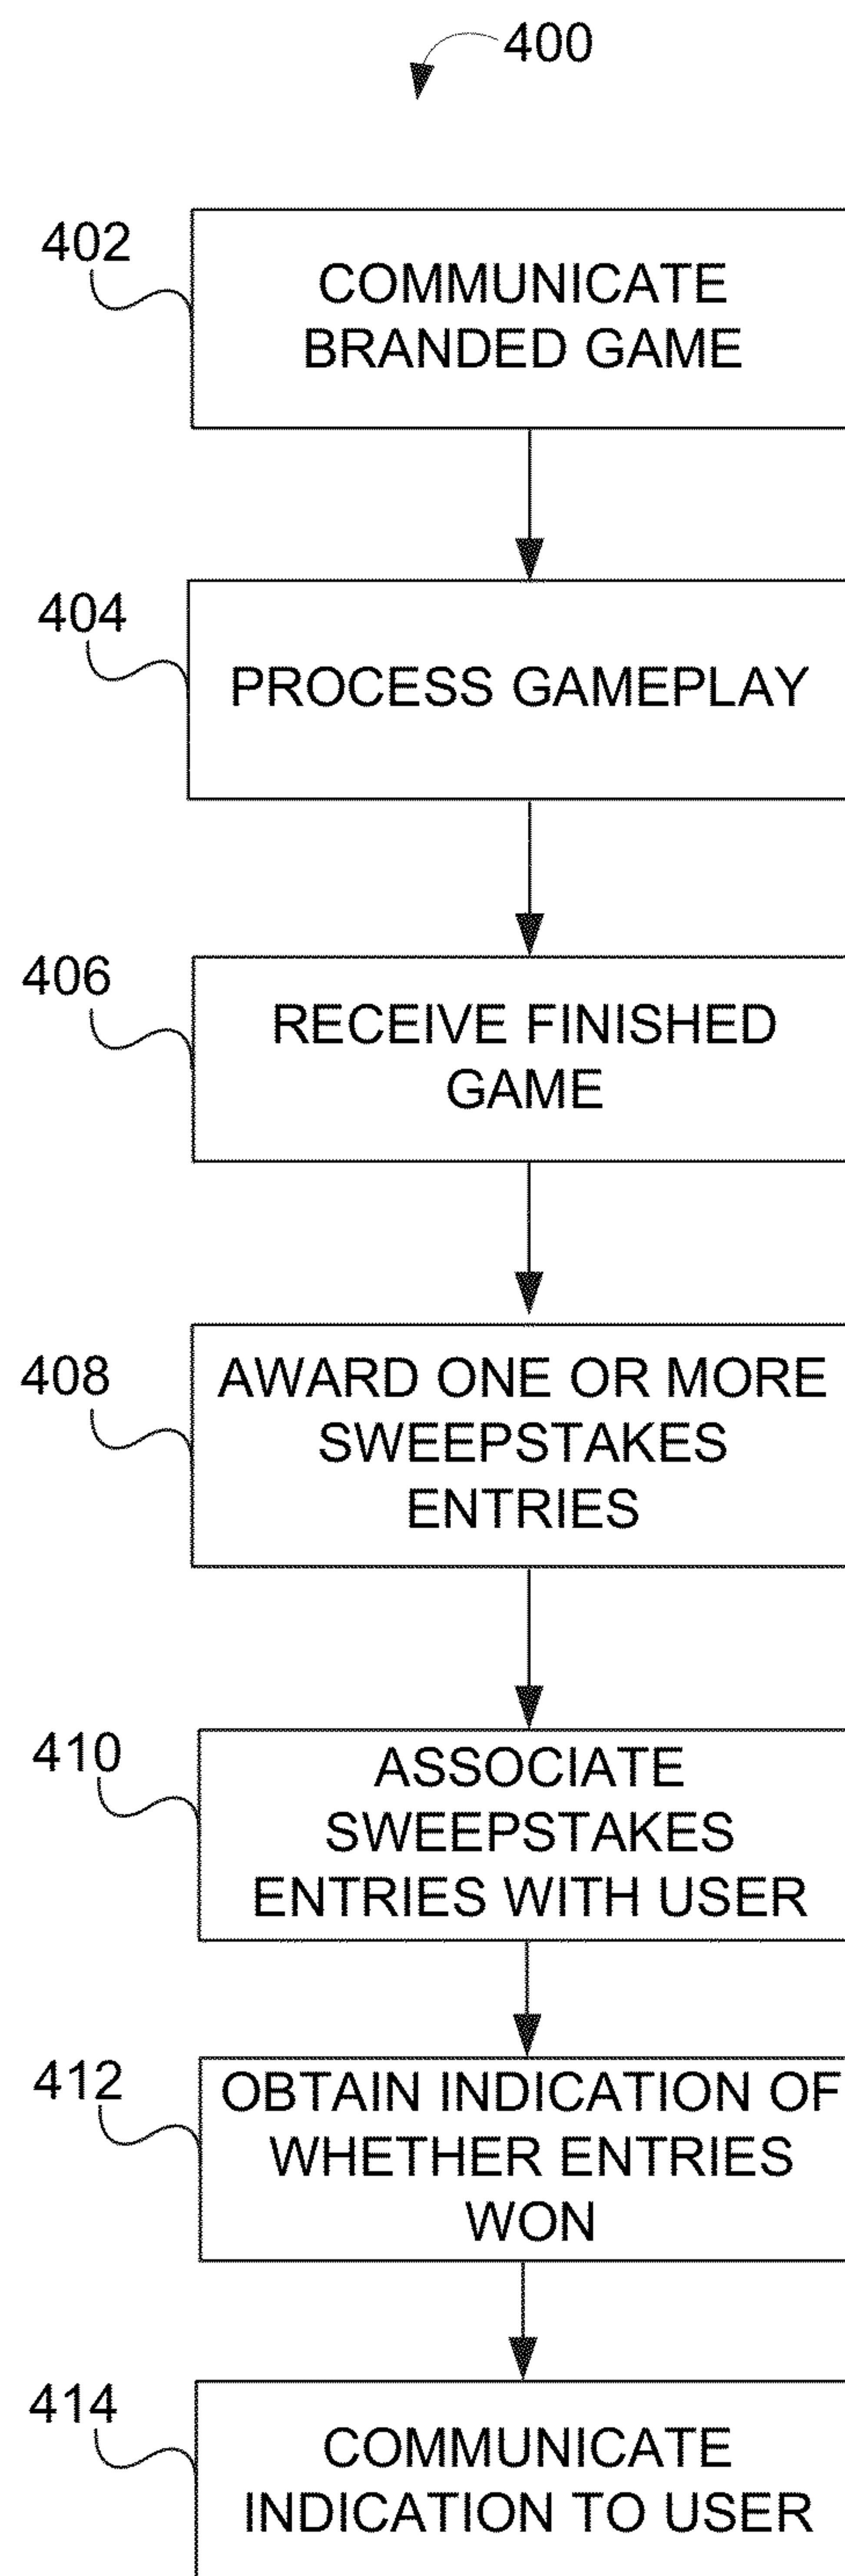 400
402
COMMUNICATE
BRANDED GAME
404
PROCESS GAMEPLAY
406
RECEIVE FINISHED
GAME
408
AWARD ONE OR MORE
SWEEPSTAKES
ENTRIES
410
ASSOCIATE
SWEEPSTAKES
ENTRIES WITH USER
412
OBTAIN INDICATION OF
WHETHER ENTRIES
WON
414
COMMUNICATE
INDICATION TO USER